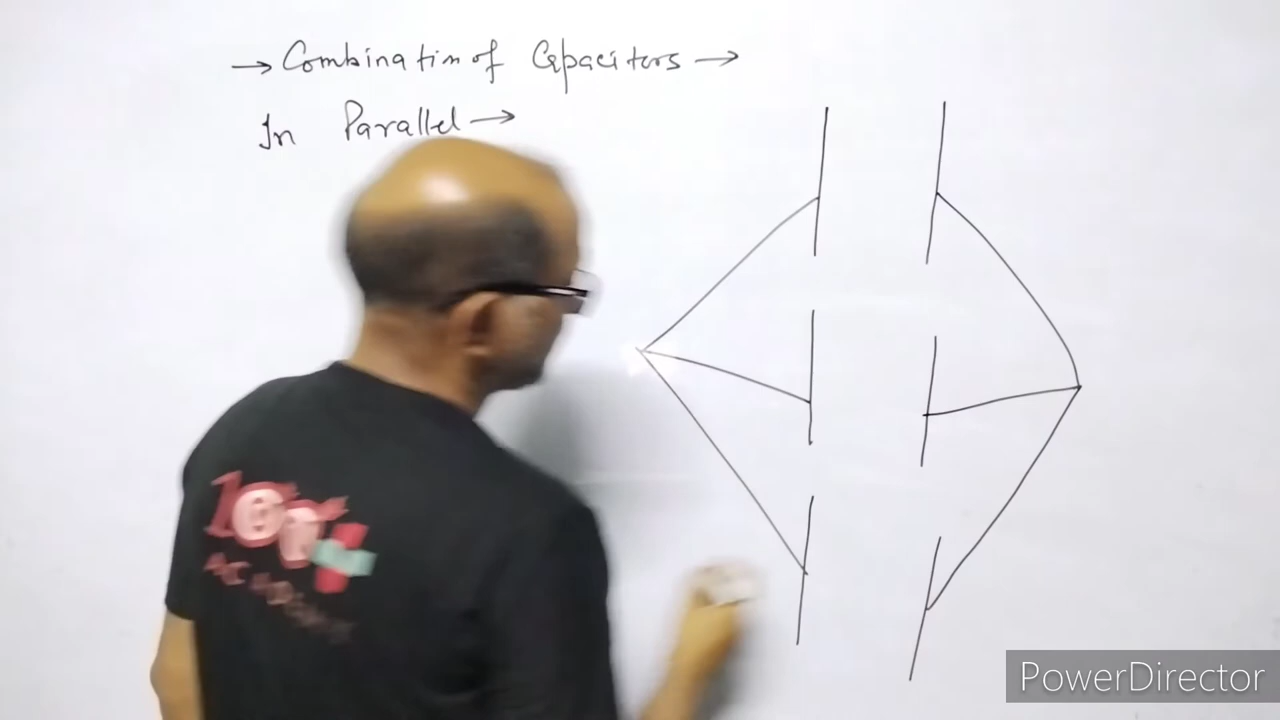 → Combination of Capacitors →
In Parallel →
PowerDirector